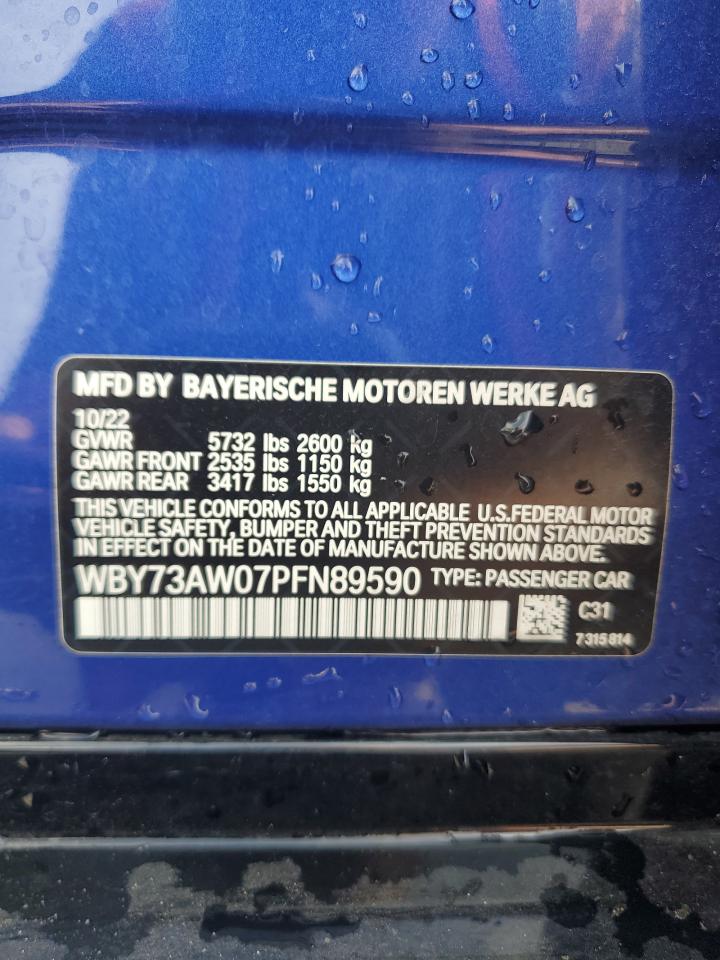 MFD BY BAYERISCHE MOTOREN WERKE AG
10/22
GVWR 5732 lbs 2600 kg
GAWR FRONT 2535 lbs 1150 kg
GAWR REAR 3417 lbs 1550 kg
THIS VEHICLE CONFORMS TO ALL APPLICABLE U.S.FEDERAL MOTOR
VEHICLE SAFETY, BUMPER AND THEFT PREVENTION STANDARDS
IN EFFECT ON THE DATE OF MANUFACTURE SHOWN ABOVE.
WBY73AW07PFN89590 TYPE: PASSENGER CAR
C31
7 315 814